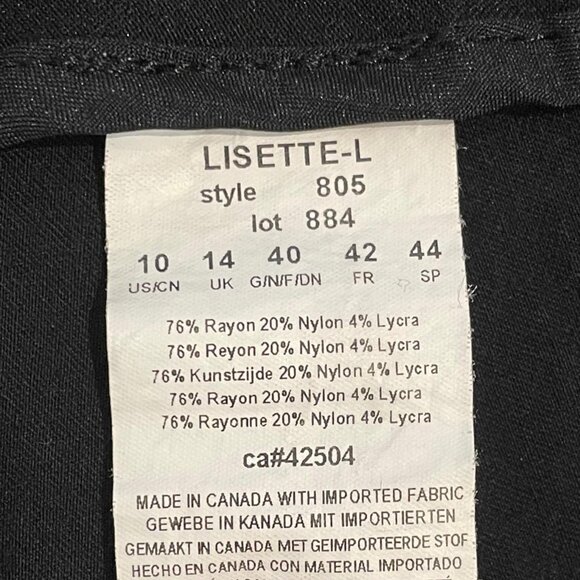 LISETTE-L
style 805
lot 884
10 14 40 42 44
US/CN UK G/N/F/DN FR SP
76% Rayon 20% Nylon 4% Lycra
76% Reyon 20% Nylon 4% Lycra
76% Kunstzijde 20% Nylon 4% Lycra
76% Rayon 20% Nylon 4% Lycra
76% Rayonne 20% Nylon 4% Lycra
ca#42504
MADE IN CANADA WITH IMPORTED FABRIC
GEWEBE IN KANADA MIT IMPORTIERTEN
GEMAAKT IN CANADA MET GEIMPORTEERDE STOF
HECHO EN CANADA CON MATERIAL IMPORTADO